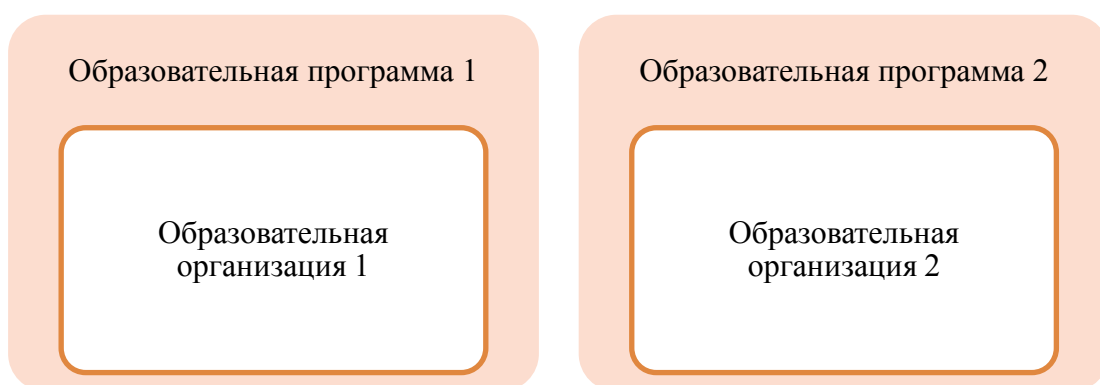 Образовательная программа 1
Образовательная
организация 1
Образовательная программа 2
Образовательная
организация 2